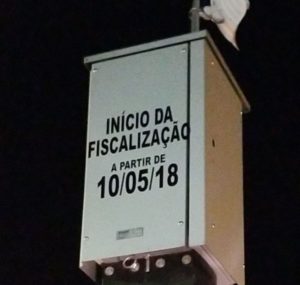 INÍCIO DA
FISCALIZAÇÃO
A PARTIR DE
10/05/18